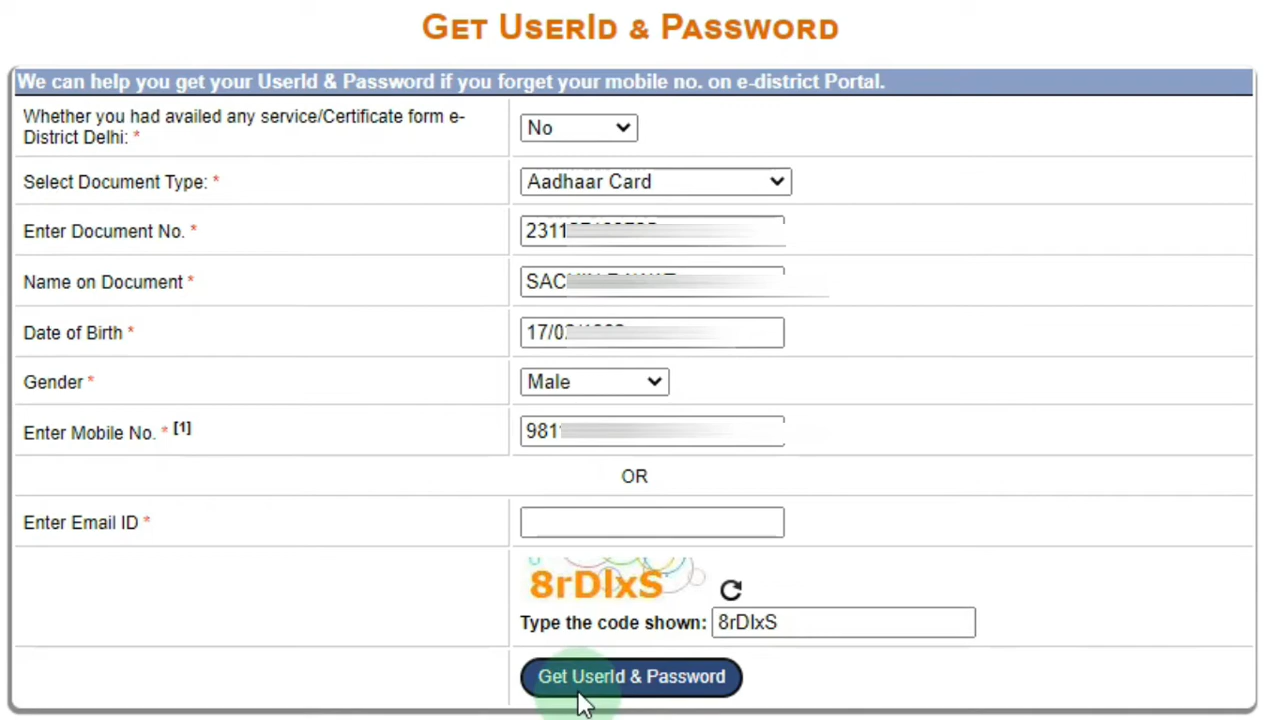 Get UserId & Password
We can help you get your UserId & Password if you forget your mobile no. on e-district Portal.
Whether you had availed any service/Certificate form e-
District Delhi: *
No
Select Document Type: *
Aadhaar Card
Enter Document No. *
2311
Name on Document *
SAC
Date of Birth *
17/0
Gender *
Male
Enter Mobile No. * [1]
981
OR
Enter Email ID *
8rDlxS
Type the code shown: 8rDlxS
Get UserId & Password